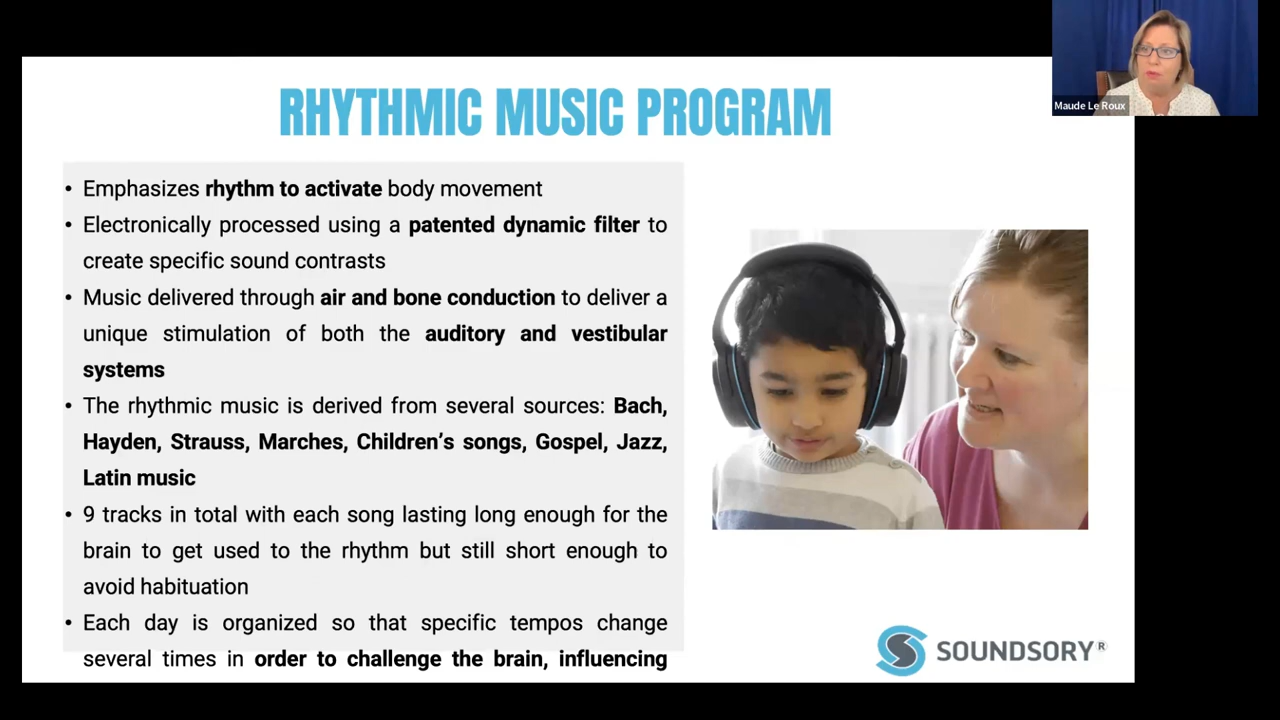 Maude Le Roux
RHYTHMIC MUSIC PROGRAM
• Emphasizes rhythm to activate body movement
• Electronically processed using a patented dynamic filter to
create specific sound contrasts
• Music delivered through air and bone conduction to deliver a
unique stimulation of both the auditory and vestibular
systems
• The rhythmic music is derived from several sources: Bach,
Hayden, Strauss, Marches, Children's songs, Gospel, Jazz,
Latin music
• 9 tracks in total with each song lasting long enough for the
brain to get used to the rhythm but still short enough to
avoid habituation
• Each day is organized so that specific tempos change
several times in order to challenge the brain, influencing
SOUNDSORY®